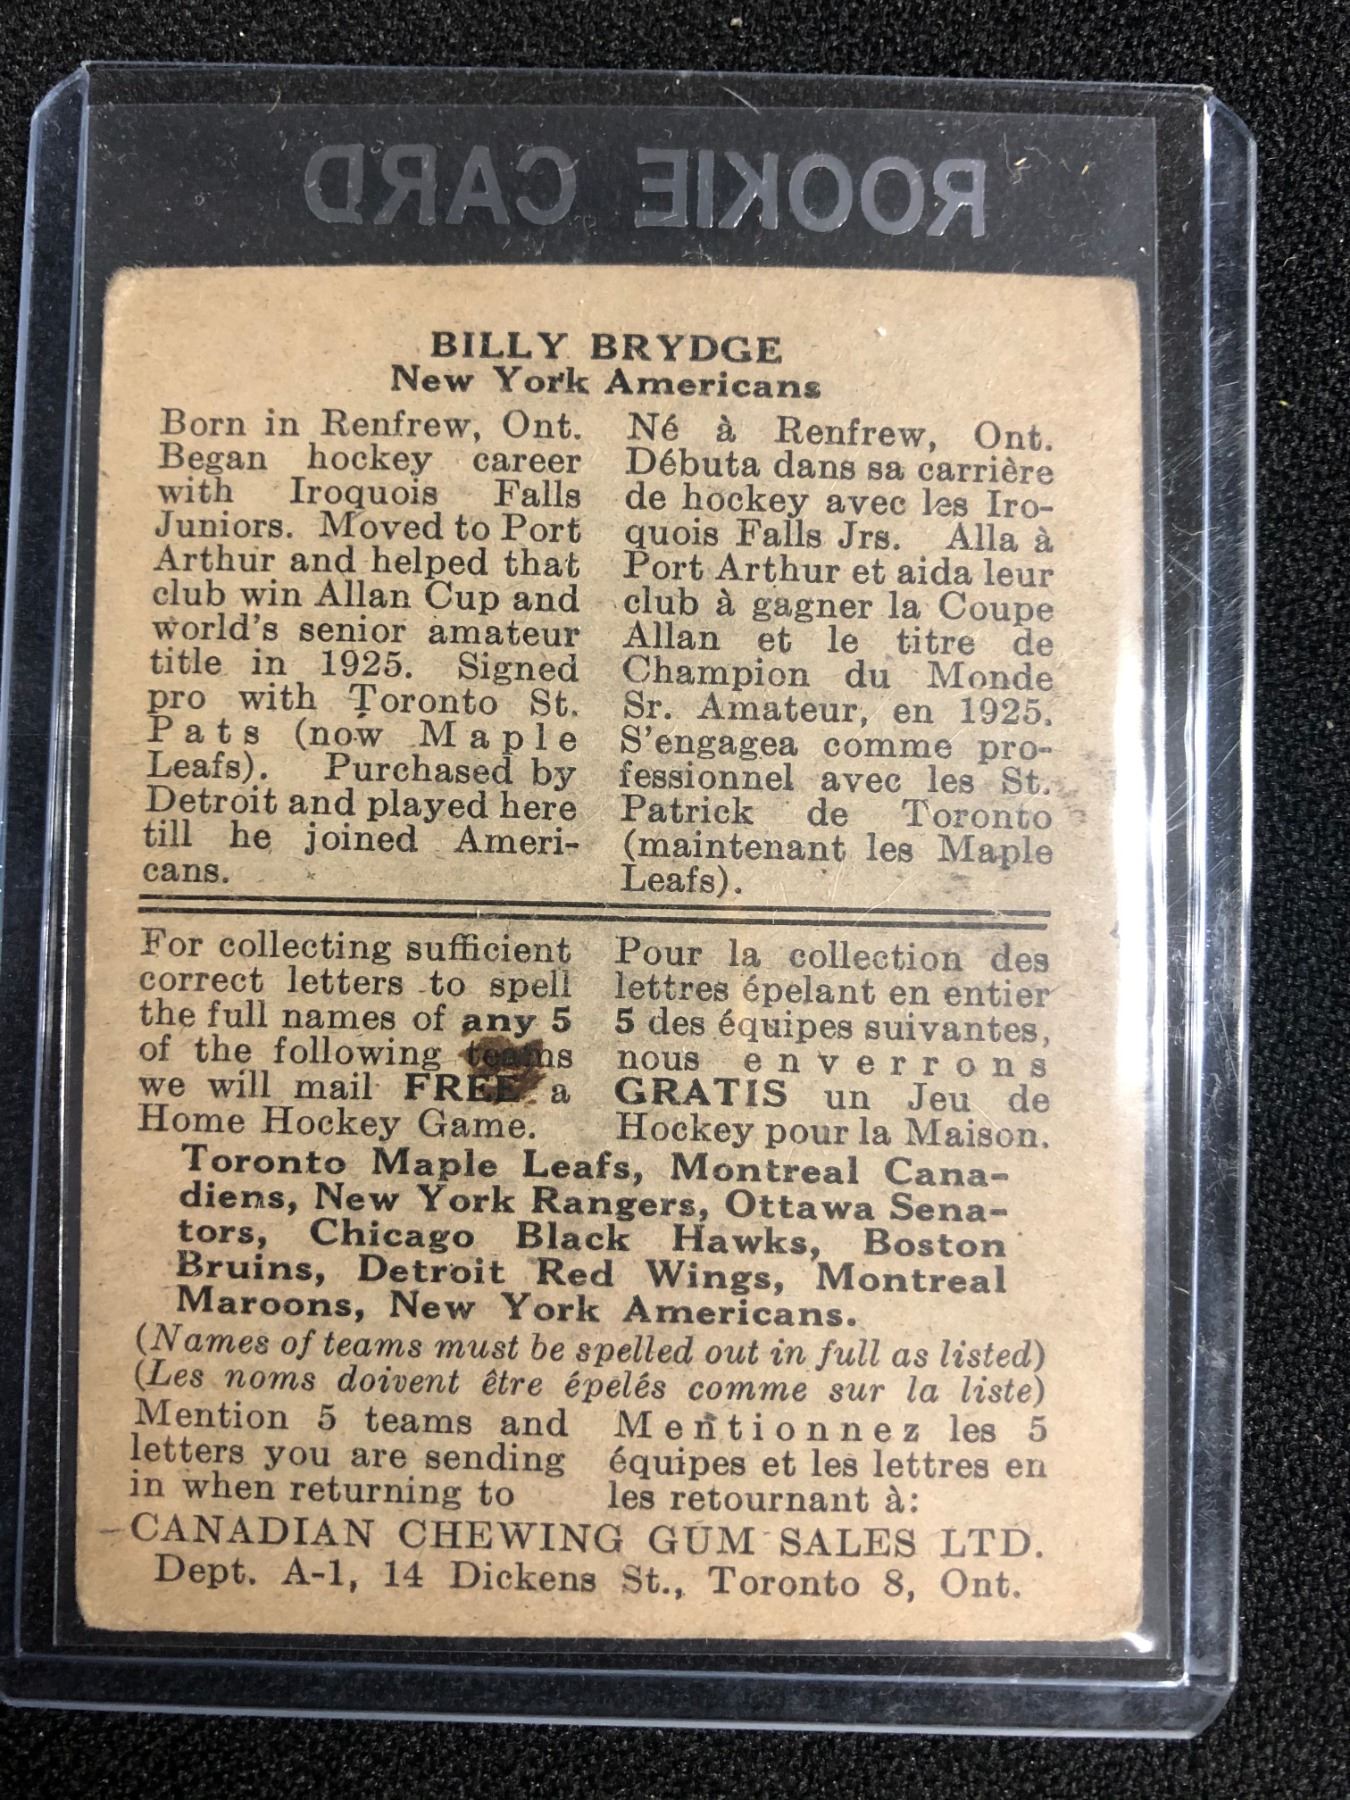 ROOKIE CARD
BILLY BRYDGE
New York Americans
Born in Renfrew, Ont.
Began hockey career
with Iroquois Falls
Juniors. Moved to Port
Arthur and helped that
club win Allan Cup and
world's senior amateur
title in 1925. Signed
pro with Toronto St.
Pats (now Maple
Leafs). Purchased by
Detroit and played here
till he joined Ameri-
cans.
Né à Renfrew, Ont.
Débuta dans sa carrière
de hockey avec les Iro-
quois Falls Jrs. Alla à
Port Arthur et aida leur
club à gagner la Coupe
Allan et le titre de
Champion du Monde
Sr. Amateur, en 1925.
S'engagea comme pro-
fessionnel avec les St.
Patrick de Toronto
(maintenant les Maple
Leafs).
For collecting sufficient
correct letters to spell
the full names of any 5
of the following teams
we will mail FREE a
Home Hockey Game.
Pour la collection des
lettres épelant en entier
5 des équipes suivantes,
nous enverrons
GRATIS un Jeu de
Hockey pour la Maison.
Toronto Maple Leafs, Montreal Cana-
diens, New York Rangers, Ottawa Sena-
tors, Chicago Black Hawks, Boston
Bruins, Detroit Red Wings, Montreal
Maroons, New York Americans.
(Names of teams must be spelled out in full as listed)
(Les noms doivent être épelés comme sur la liste)
Mention 5 teams and
letters you are sending
in when returning to
Mentionnez les 5
équipes et les lettres en
les retournant à:
CANADIAN CHEWING GUM SALES LTD.
Dept. A-1, 14 Dickens St., Toronto 8, Ont.